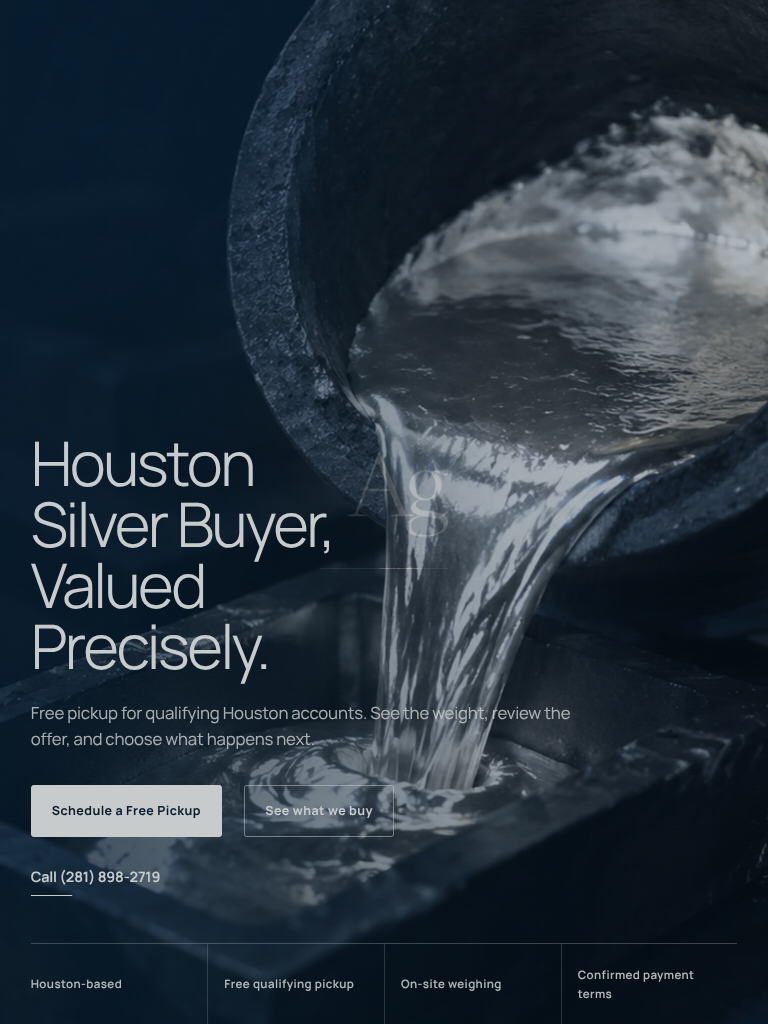 Houston
Silver Buyer,
Valued
Precisely.
Ag
Free pickup for qualifying Houston accounts. See the weight, review the
offer, and choose what happens next.
Schedule a Free Pickup
See what we buy
Call (281) 898-2719
Houston-based
Free qualifying pickup
On-site weighing
Confirmed payment
terms